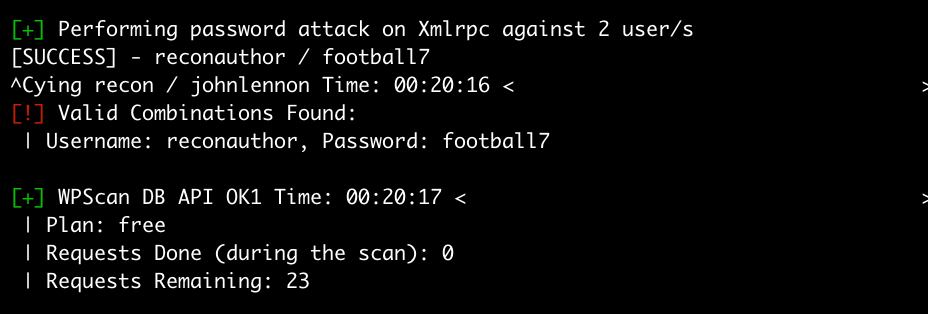 [+] Performing password attack on Xmlrpc against 2 user/s
[SUCCESS] - reconauthor / football7
^Cying recon / johnlennon Time: 00:20:16 < >
[!] Valid Combinations Found:
| Username: reconauthor, Password: football7
[+] WPScan DB API OK1 Time: 00:20:17 < >
| Plan: free
| Requests Done (during the scan): 0
| Requests Remaining: 23